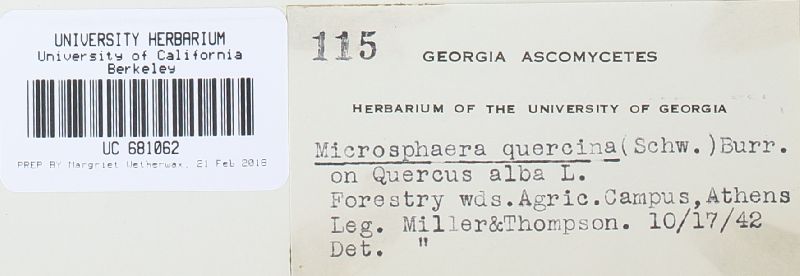 UNIVERSITY HERBARIUM
University of California
Berkeley
UC 681062
PREP BY Margriet Wetherwax, 21 Feb 2018
115 GEORGIA ASCOMYCETES
HERBARIUM OF THE UNIVERSITY OF GEORGIA
Microsphaera quercina(Schw.)Burr.
on Quercus alba L.
Forestry wds.Agric.Campus,Athens
Leg. Miller&Thompson. 10/17/42
Det. "